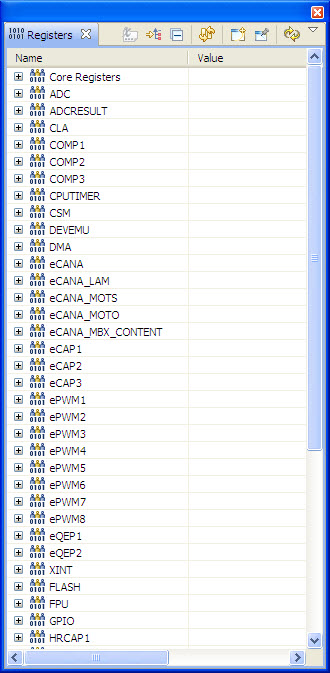 Registers
Name Value
Core Registers
ADC
ADCRESULT
CLA
COMP1
COMP2
COMP3
CPUTIMER
CSM
DEVEMU
DMA
eCANA
eCANA_LAM
eCANA_MOTS
eCANA_MOTO
eCANA_MBX_CONTENT
eCAP1
eCAP2
eCAP3
ePWM1
ePWM2
ePWM3
ePWM4
ePWM5
ePWM6
ePWM7
ePWM8
eQEP1
eQEP2
XINT
FLASH
FPU
GPIO
HRCAP1